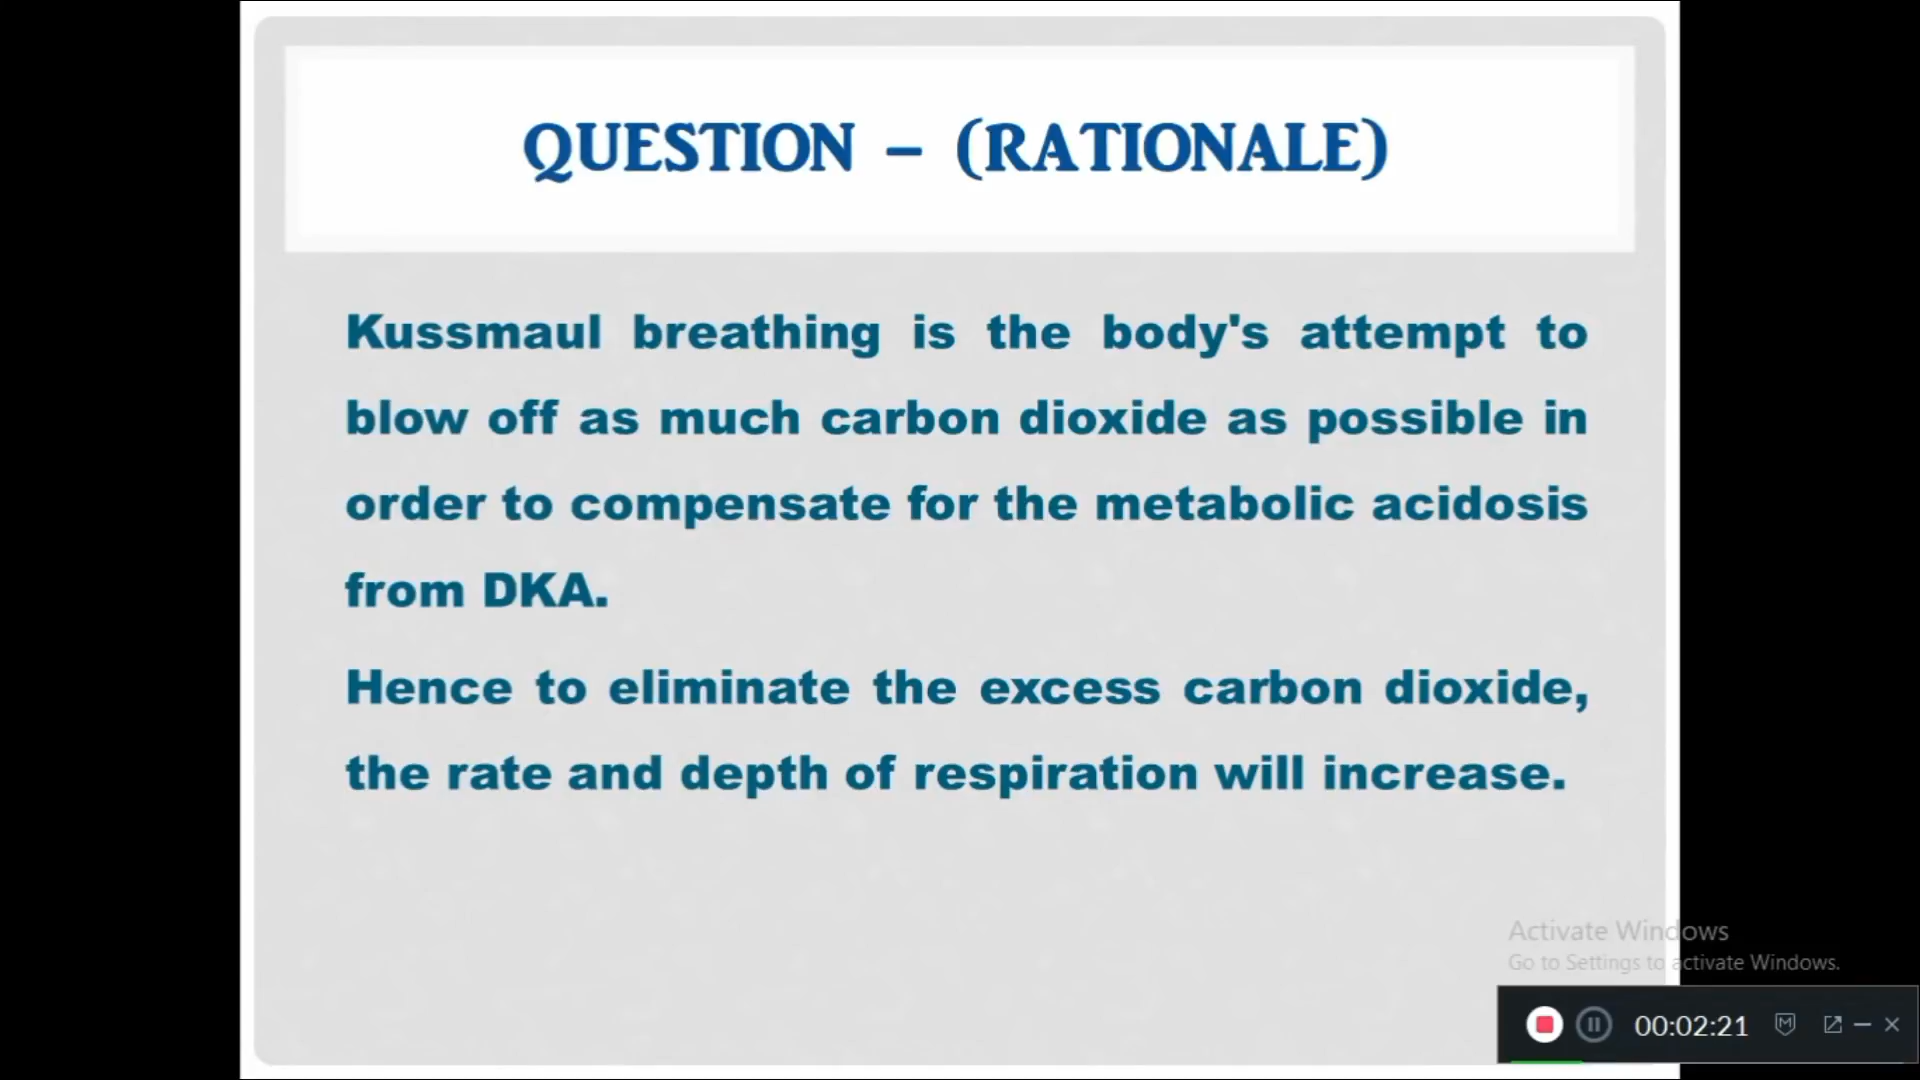 QUESTION – (RATIONALE)
Kussmaul breathing is the body's attempt to
blow off as much carbon dioxide as possible in
order to compensate for the metabolic acidosis
from DKA.
Hence to eliminate the excess carbon dioxide,
the rate and depth of respiration will increase.
Activate Windows
Go to Settings to activate Windows.
00:02:21